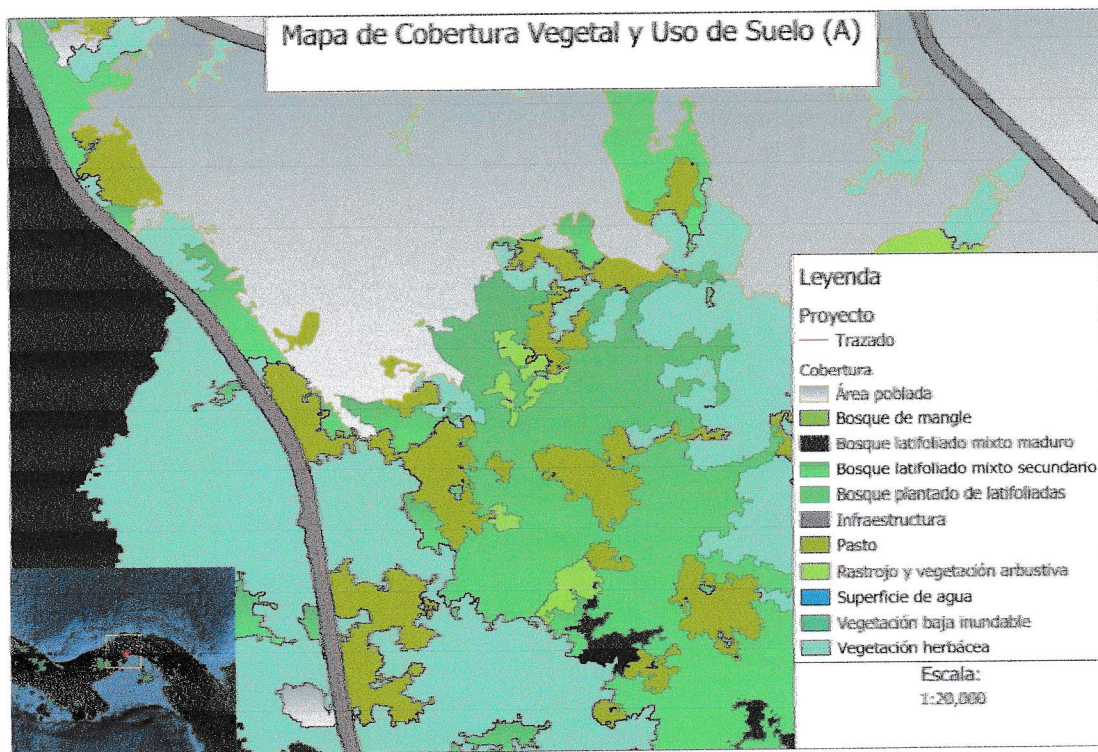 Mapa de Cobertura Vegetal y Uso de Suelo (A)
Leyenda
Proyecto
Trazado
Cobertura
Área poblada
Bosque de mangle
Bosque latifoliado mixto maduro
Bosque latifoliado mixto secundario
Bosque plantado de latifoliadas
Infraestructura
Pasto
Rastrojo y vegetación arbustiva
Superficie de agua
Vegetación baja inundable
Vegetación herbácea
Escala:
1:20,000